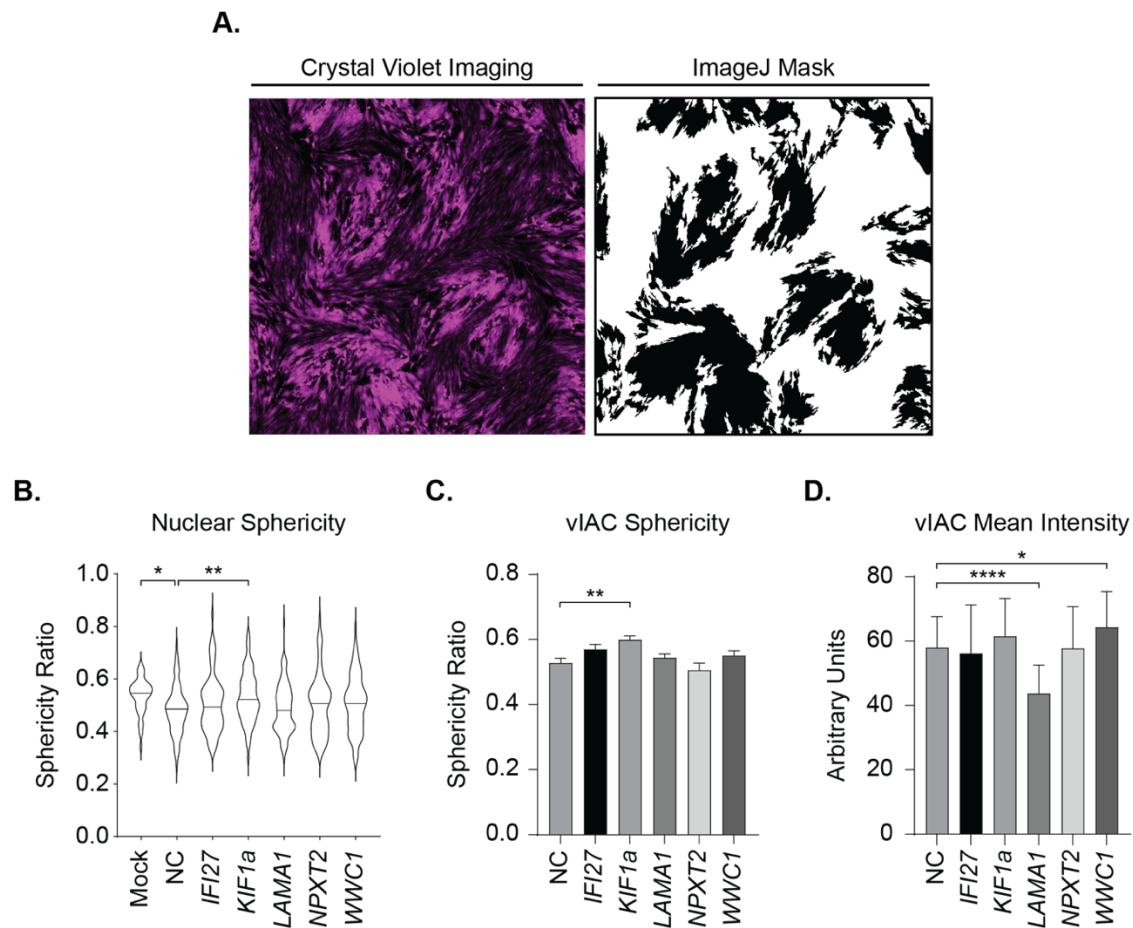 A.
Crystal Violet Imaging
ImageJ Mask
B.
Nuclear Sphericity
* **
1.0
0.8
0.6
0.4
0.2
0.0
Sphericity Ratio
Mock
NC
IFI27
KIF1a
LAMA1
NPXT2
WWC1
C.
vIAC Sphericity
**
0.8
0.6
0.4
0.2
0.0
Sphericity Ratio
NC
IFI27
KIF1a
LAMA1
NPXT2
WWC1
D.
vIAC Mean Intensity
*
****
80
60
40
20
0
Arbitrary Units
NC
IFI27
KIF1a
LAMA1
NPXT2
WWC1